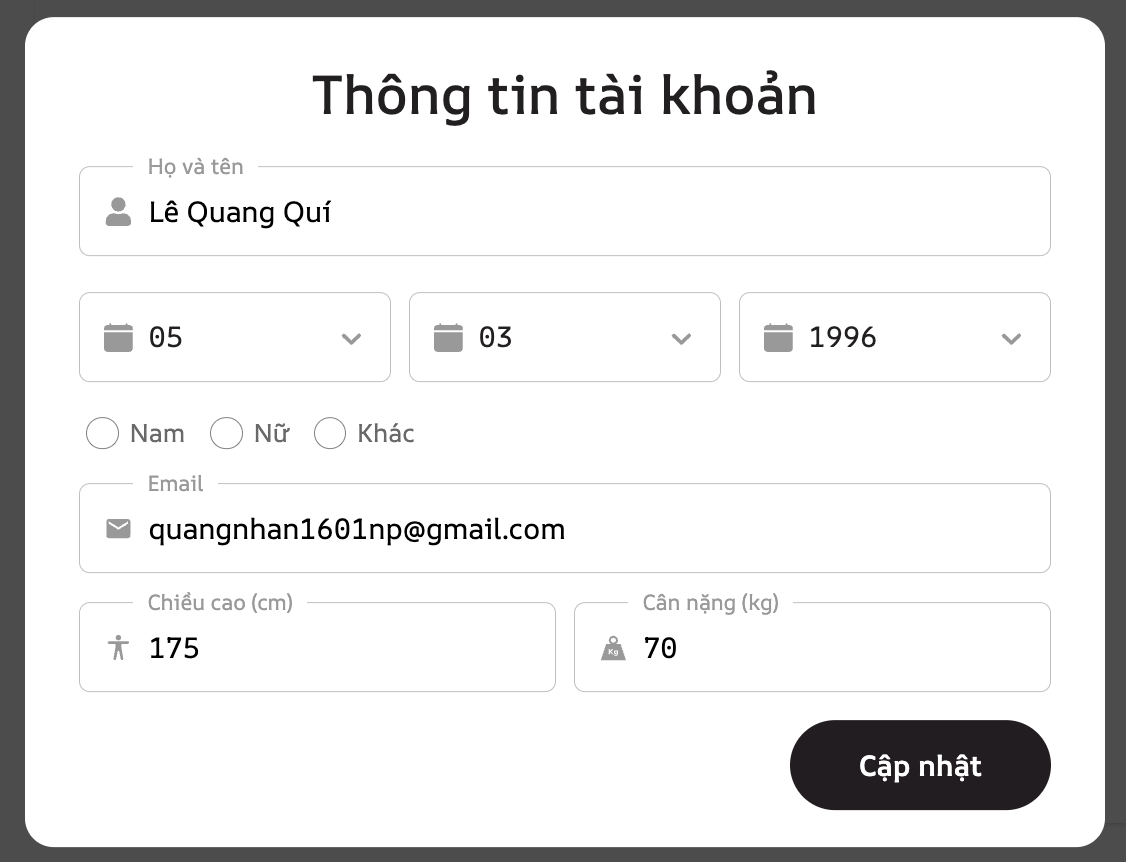 Thông tin tài khoản
Họ và tên
Lê Quang Quí
05 03 1996
Nam Nữ Khác
Email
quangnhan1601np@gmail.com
Chiều cao (cm) Cân nặng (kg)
175 Kg 70
Cập nhật